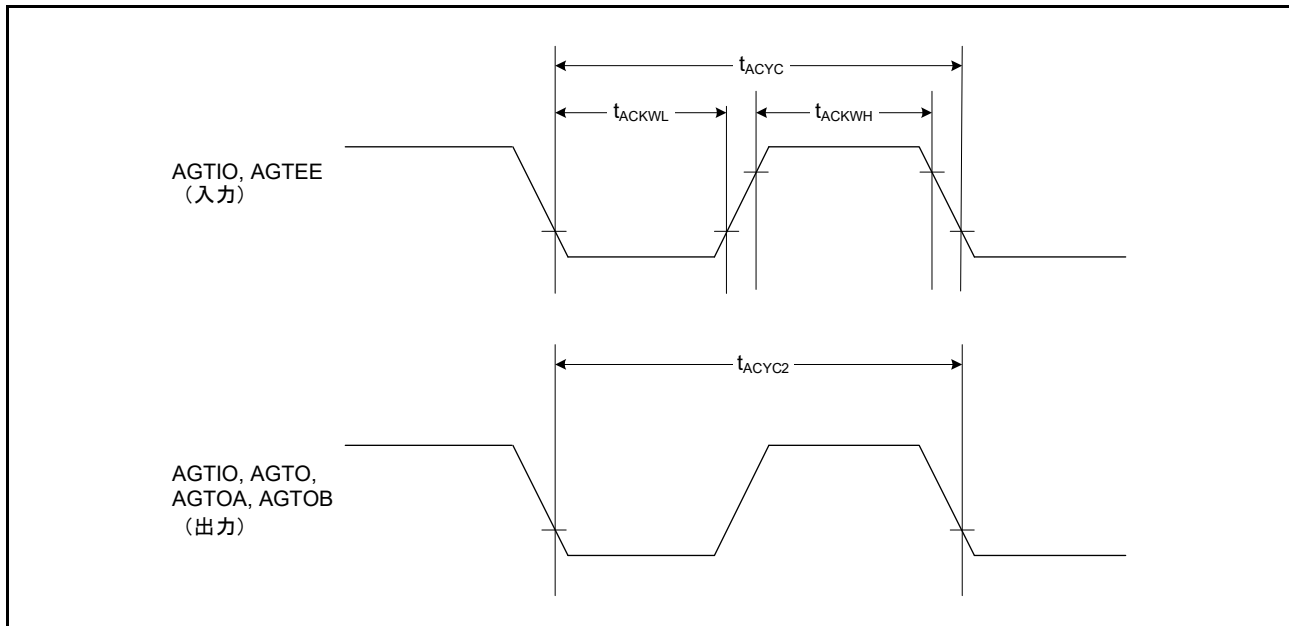 tACYC
tACKWL
tACKWH
AGTIO, AGTEE
（入力）
tACYC2
AGTIO, AGTO,
AGTOA, AGTOB
（出力）